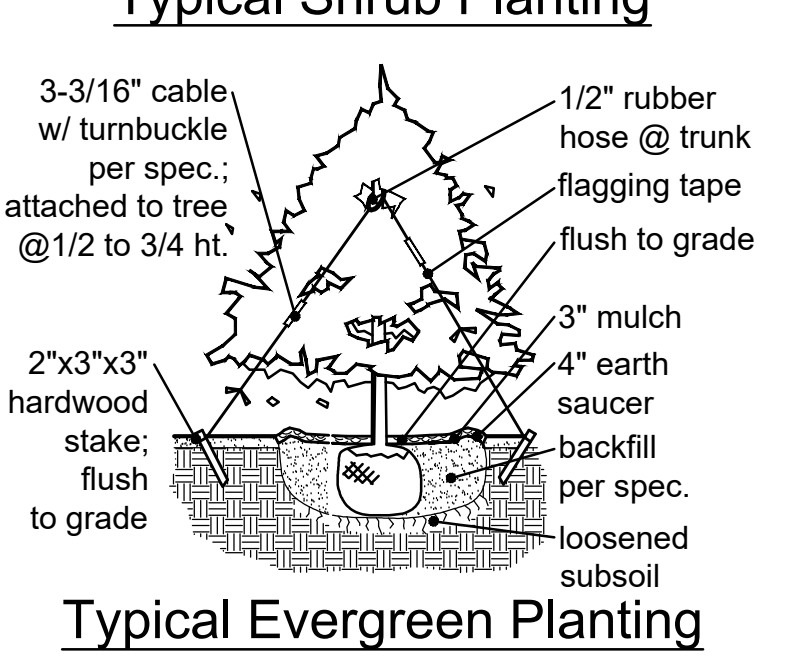 Typical Shrub Planting
3-3/16" cable
w/ turnbuckle
per spec.;
attached to tree
@1/2 to 3/4 ht.
2"x3"x3"
hardwood
stake;
flush
to grade
1/2" rubber
hose @ trunk
flagging tape
flush to grade
3" mulch
4" earth
saucer
backfill
per spec.
loosened
subsoil
Typical Evergreen Planting